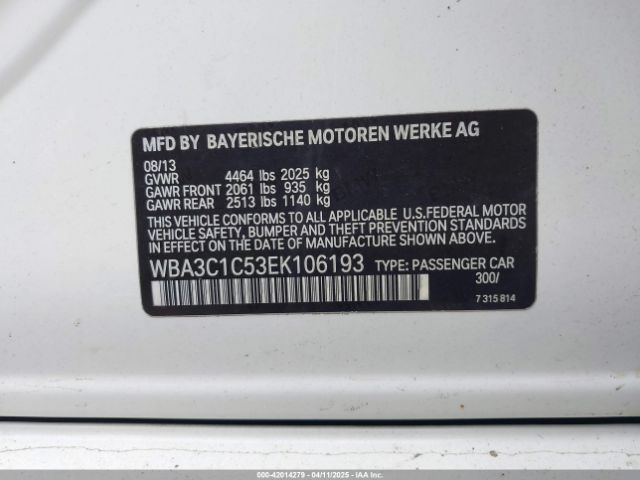 MFD BY BAYERISCHE MOTOREN WERKE AG
08/13
GVWR 4464 lbs 2025 kg
GAWR FRONT 2061 lbs 935 kg
GAWR REAR 2513 lbs 1140 kg
THIS VEHICLE CONFORMS TO ALL APPLICABLE U.S.FEDERAL MOTOR
VEHICLE SAFETY, BUMPER AND THEFT PREVENTION STANDARDS
IN EFFECT ON THE DATE OF MANUFACTURE SHOWN ABOVE.
WBA3C1C53EK106193 TYPE: PASSENGER CAR
300/
7 315 814
000-42014279 - 04/11/2025 - Copart, Inc.